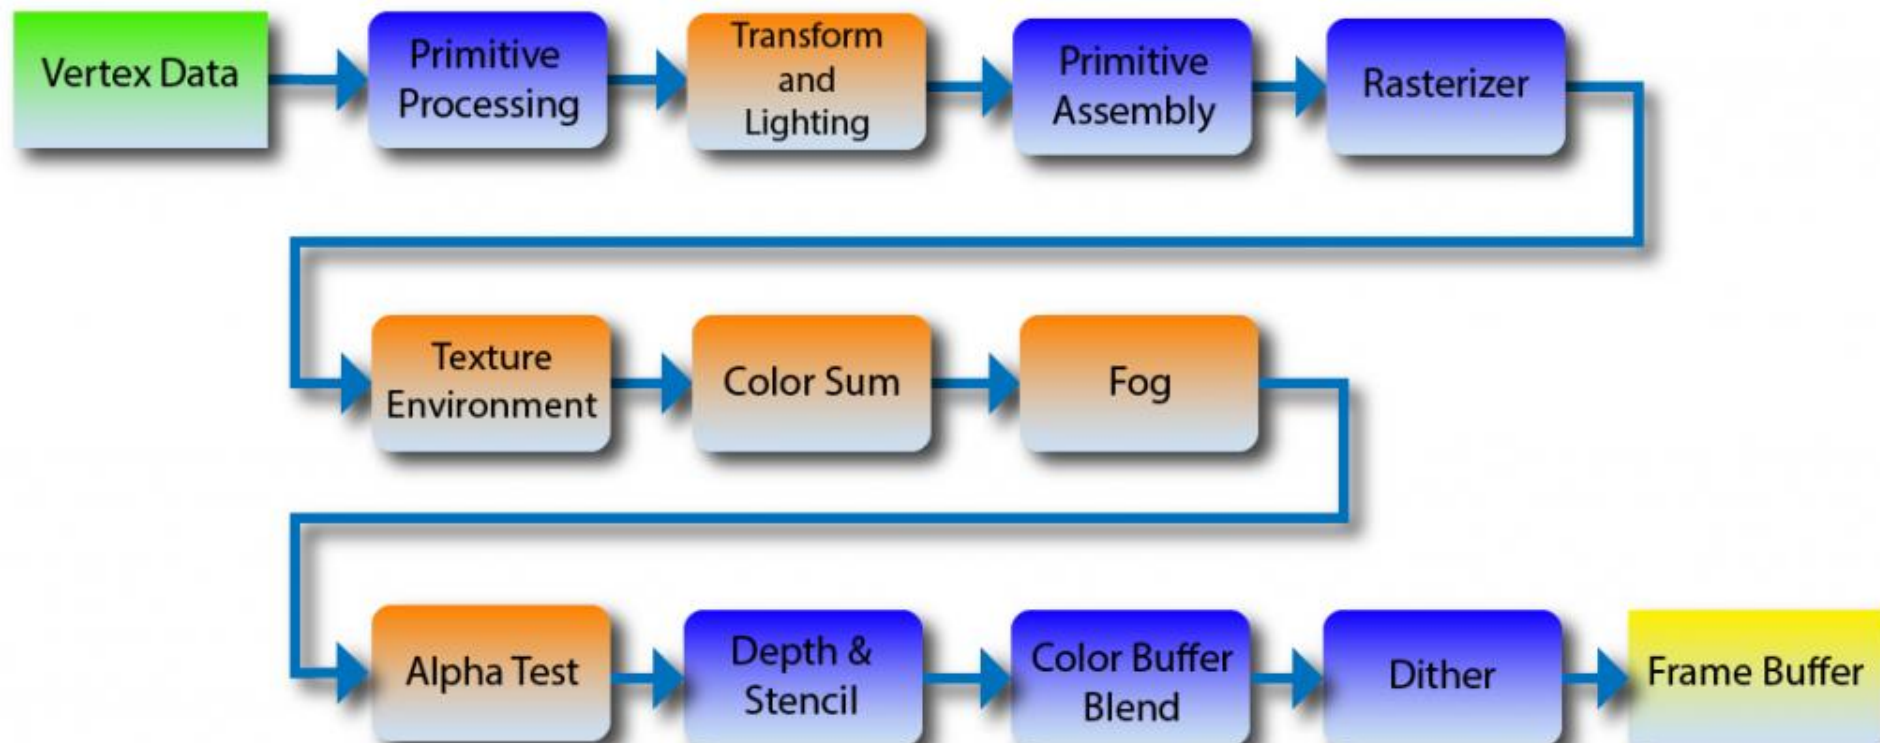 Vertex Data
Primitive
Processing
Transform
and
Lighting
Primitive
Assembly
Rasterizer
Texture
Environment
Color Sum
Fog
Alpha Test
Depth &
Stencil
Color Buffer
Blend
Dither
Frame Buffer